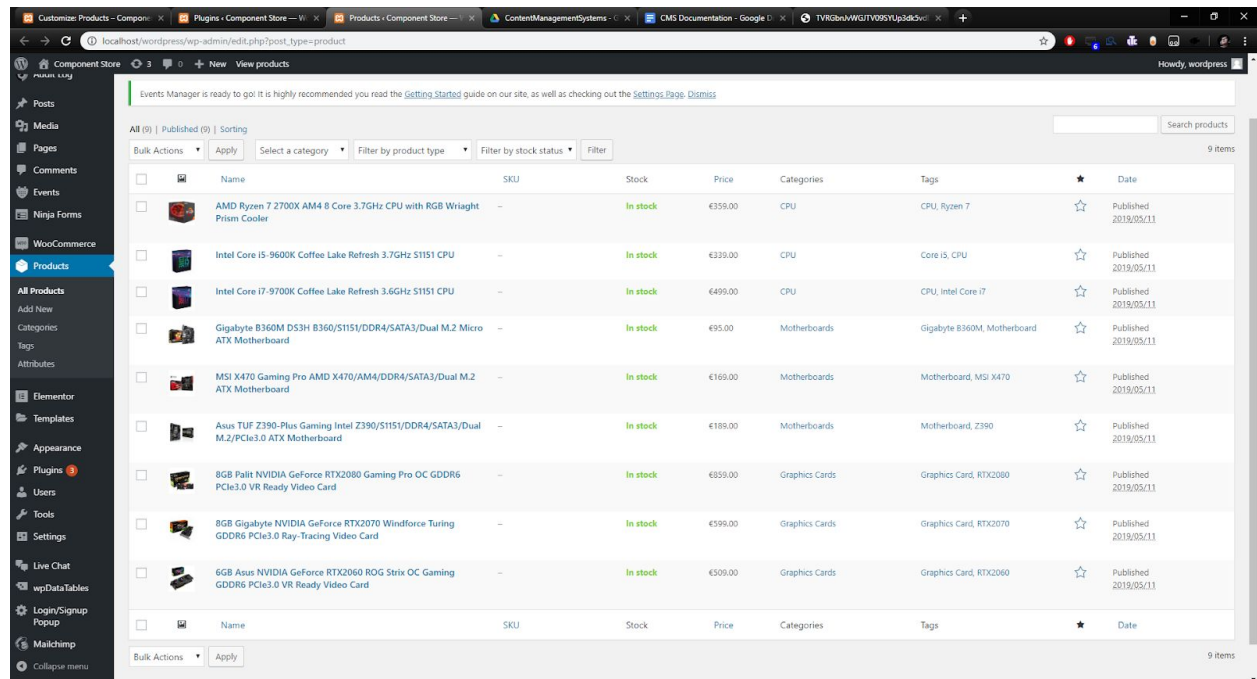 Customize: Products – Compone
Plugins ‹ Component Store — W
Products ‹ Component Store —
ContentManagementSystems -
CMS Documentation - Google D
localhost/wordpress/wp-admin/edit.php?post_type=product
Component Store 3 0 + New View products
Howdy, wordpress
Audit Log
Posts
Media
Pages
Comments
Events
Ninja Forms
WooCommerce
Products
All Products
Add New
Categories
Tags
Attributes
Elementor
Templates
Appearance
Plugins 3
Users
Tools
Settings
Live Chat
wpDataTables
Login/Signup
Popup
Mailchimp
Collapse menu
Events Manager is ready to go! It is highly recommended you read the Getting Started guide on our site, as well as checking out the Settings Page. Dismiss
All (9) | Published (9) | Sorting
Search products
Bulk Actions Apply Select a category Filter by product type Filter by stock status Filter
9 items
Name SKU Stock Price Categories Tags Date
AMD Ryzen 7 2700X AM4 8 Core 3.7GHz CPU with RGB Wriaght – In stock €359.00 CPU CPU, Ryzen 7 Published
Prism Cooler 2019/05/11
Intel Core i5-9600K Coffee Lake Refresh 3.7GHz S1151 CPU – In stock €339.00 CPU Core i5, CPU Published
2019/05/11
Intel Core i7-9700K Coffee Lake Refresh 3.6GHz S1151 CPU – In stock €499.00 CPU CPU, Intel Core i7 Published
2019/05/11
Gigabyte B360M DS3H B360/S1151/DDR4/SATA3/Dual M.2 Micro – In stock €95.00 Motherboards Gigabyte B360M, Motherboard Published
ATX Motherboard 2019/05/11
MSI X470 Gaming Pro AMD X470/AM4/DDR4/SATA3/Dual M.2 – In stock €169.00 Motherboards Motherboard, MSI X470 Published
ATX Motherboard 2019/05/11
Asus TUF Z390-Plus Gaming Intel Z390/S1151/DDR4/SATA3/Dual – In stock €189.00 Motherboards Motherboard, Z390 Published
M.2/PCIe3.0 ATX Motherboard 2019/05/11
8GB Palit NVIDIA GeForce RTX2080 Gaming Pro OC GDDR6 – In stock €859.00 Graphics Cards Graphics Card, RTX2080 Published
PCIe3.0 VR Ready Video Card 2019/05/11
8GB Gigabyte NVIDIA GeForce RTX2070 Windforce Turing – In stock €599.00 Graphics Cards Graphics Card, RTX2070 Published
GDDR6 PCIe3.0 Ray-Tracing Video Card 2019/05/11
6GB Asus NVIDIA GeForce RTX2060 ROG Strix OC Gaming – In stock €509.00 Graphics Cards Graphics Card, RTX2060 Published
GDDR6 PCIe3.0 VR Ready Video Card 2019/05/11
Name SKU Stock Price Categories Tags Date
Bulk Actions Apply
9 items